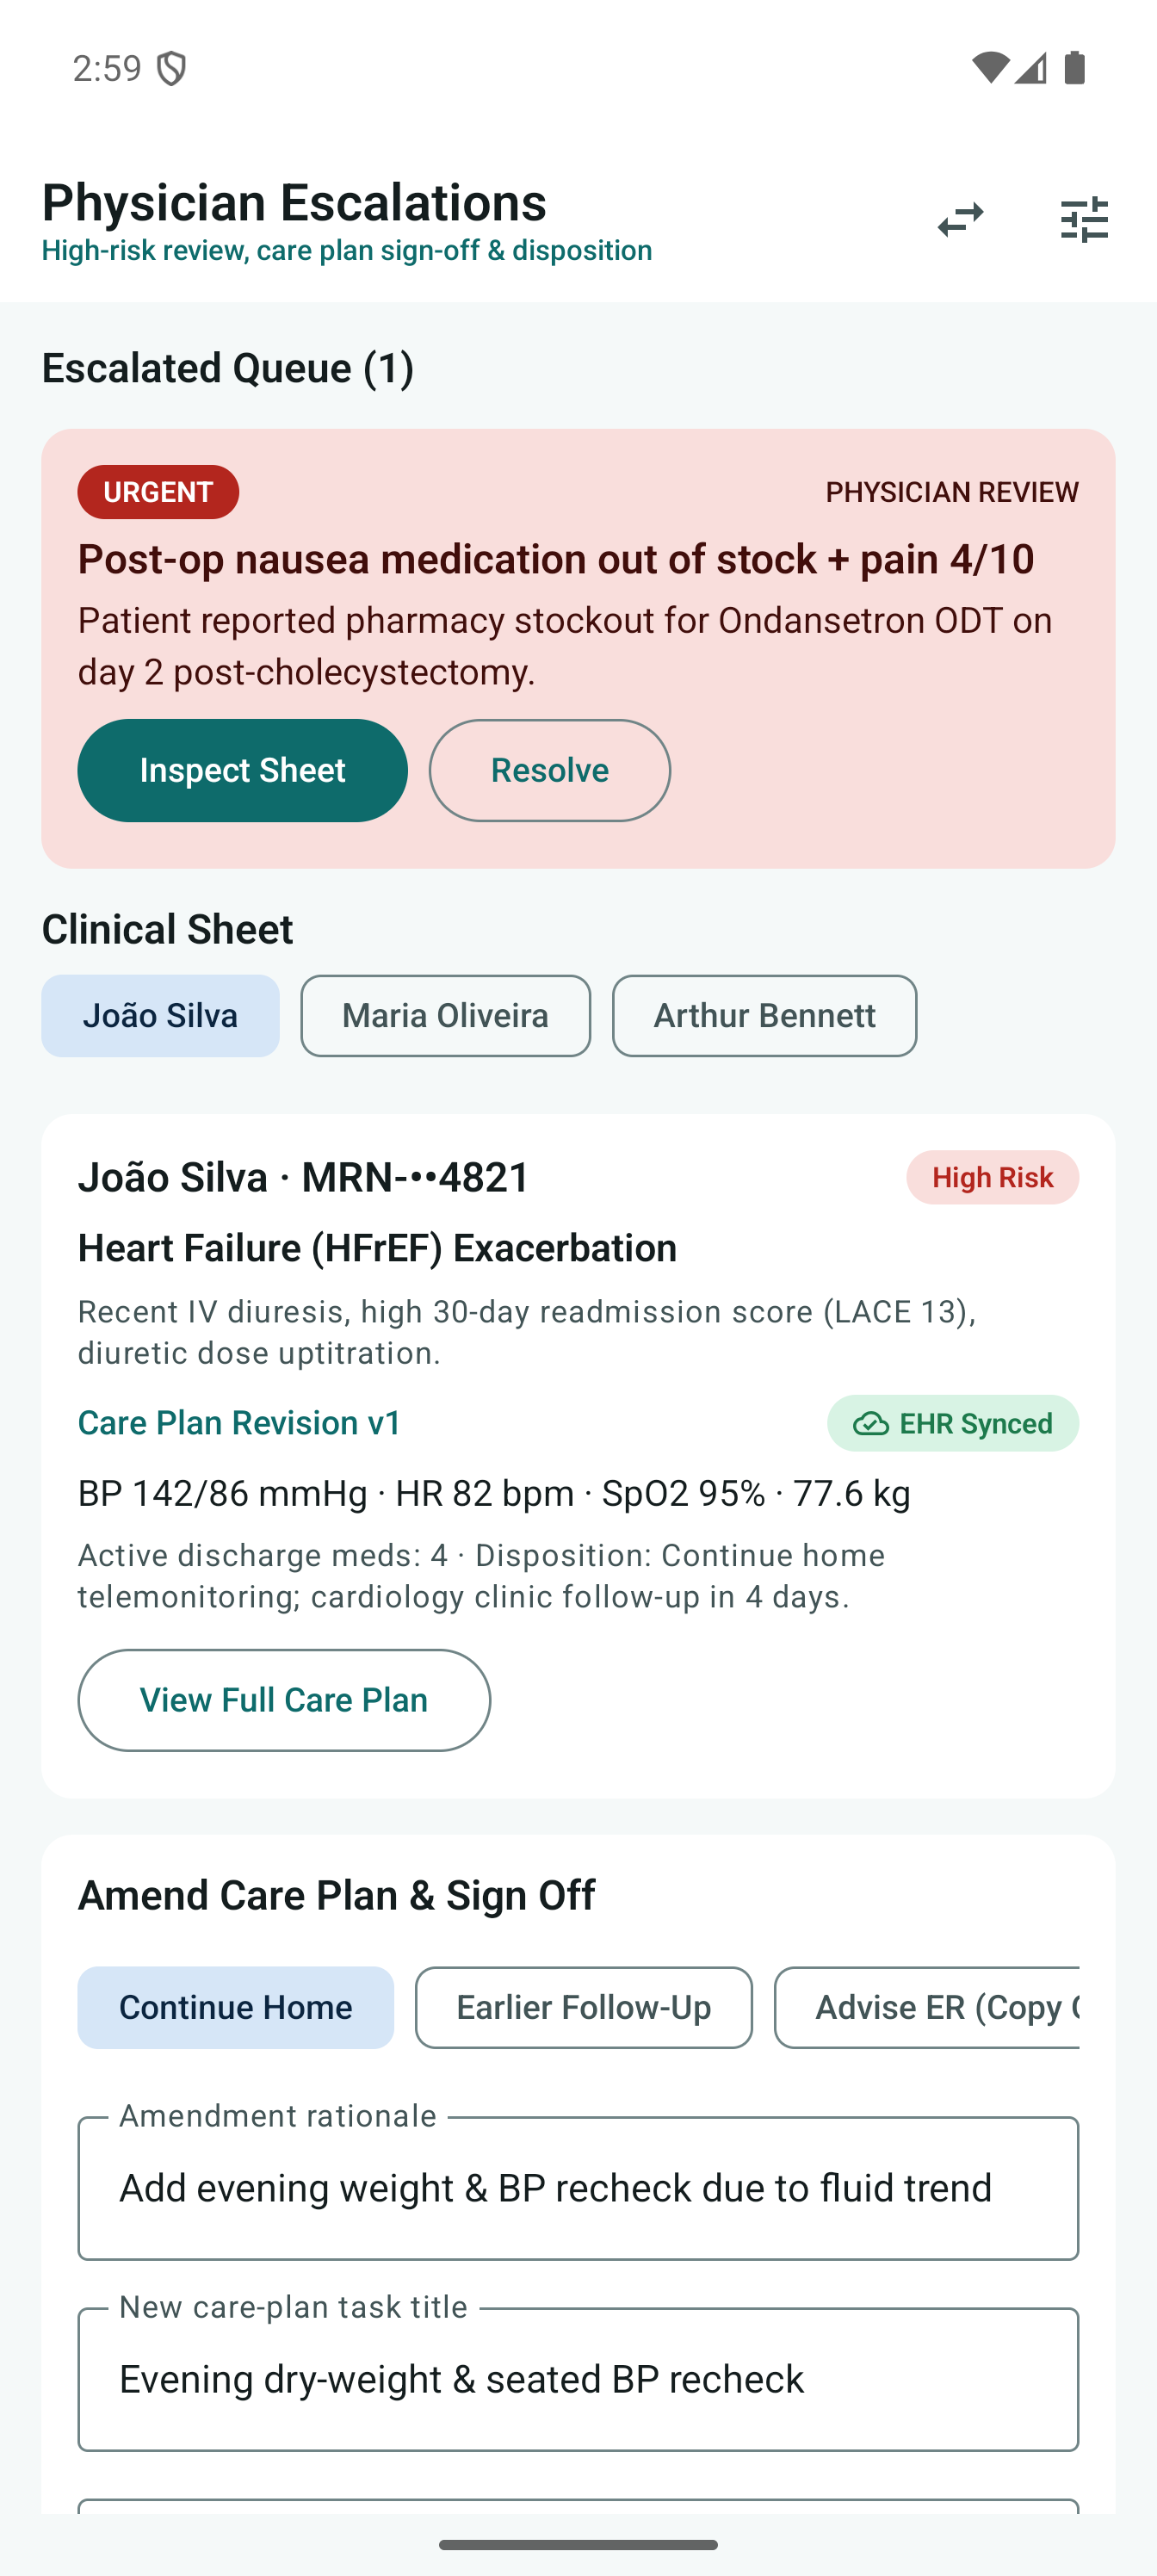 2:59
Physician Escalations
High-risk review, care plan sign-off & disposition
Escalated Queue (1)
URGENT
PHYSICIAN REVIEW
Post-op nausea medication out of stock + pain 4/10
Patient reported pharmacy stockout for Ondansetron ODT on
day 2 post-cholecystectomy.
Inspect Sheet
Resolve
Clinical Sheet
João Silva
Maria Oliveira
Arthur Bennett
João Silva · MRN-••4821
High Risk
Heart Failure (HFrEF) Exacerbation
Recent IV diuresis, high 30-day readmission score (LACE 13),
diuretic dose uptitration.
Care Plan Revision v1
EHR Synced
BP 142/86 mmHg · HR 82 bpm · SpO2 95% · 77.6 kg
Active discharge meds: 4 · Disposition: Continue home
telemonitoring; cardiology clinic follow-up in 4 days.
View Full Care Plan
Amend Care Plan & Sign Off
Continue Home
Earlier Follow-Up
Advise ER (Copy
Amendment rationale
Add evening weight & BP recheck due to fluid trend
New care-plan task title
Evening dry-weight & seated BP recheck